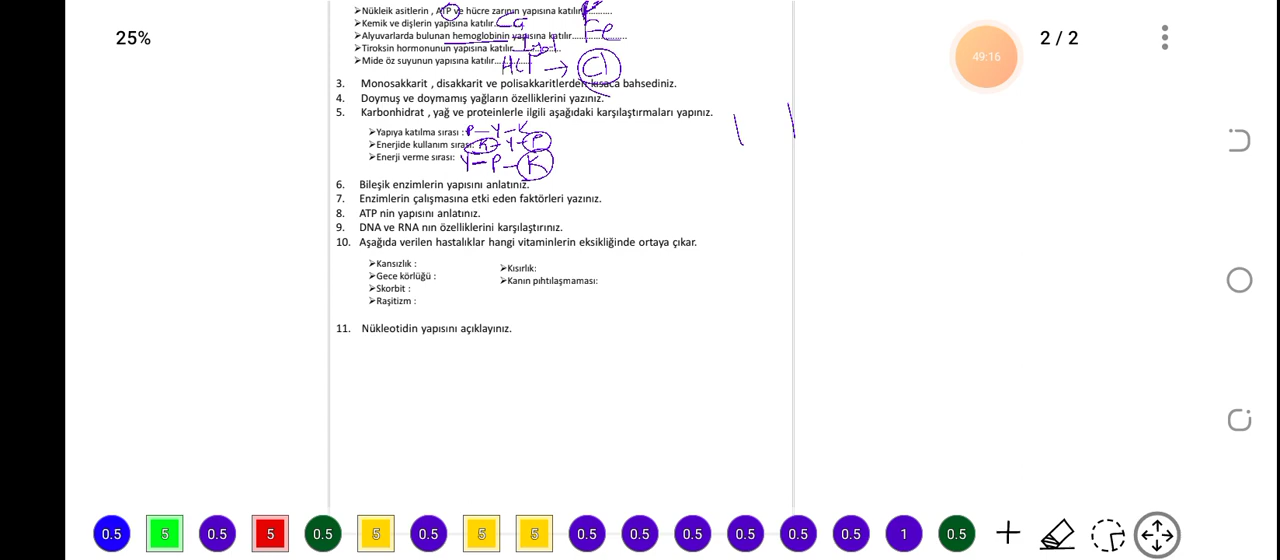 25%
49:16
2 / 2
➤Nükleik asitlerin , ATP ve hücre zarının yapısına katılır P
➤Kemik ve dişlerin yapısına katılır. Ca
➤Alyuvarlarda bulunan hemoglobinin yapısına katılır.... Fe
➤Tiroksin hormonunun yapısına katılır. İyot
➤Mide öz suyunun yapısına katılır... HCl → Cl
3. Monosakkarit , disakkarit ve polisakkaritlerden kısaca bahsediniz.
4. Doymuş ve doymamış yağların özelliklerini yazınız.
5. Karbonhidrat , yağ ve proteinlerle ilgili aşağıdaki karşılaştırmaları yapınız.
➤Yapıya katılma sırası : P — Y – K
➤Enerjide kullanım sırası: K – Y – P
➤Enerji verme sırası: Y – P – K
6. Bileşik enzimlerin yapısını anlatınız.
7. Enzimlerin çalışmasına etki eden faktörleri yazınız.
8. ATP nin yapısını anlatınız.
9. DNA ve RNA nın özelliklerini karşılaştırınız.
10. Aşağıda verilen hastalıklar hangi vitaminlerin eksikliğinde ortaya çıkar.
➤Kansızlık :
➤Gece körlüğü :
➤Skorbit :
➤Raşitizm :
➤Kısırlık:
➤Kanın pıhtılaşmaması:
11. Nükleotidin yapısını açıklayınız.
0.5 5 0.5 5 0.5 5 0.5 5 5 0.5 0.5 0.5 0.5 0.5 0.5 1 0.5